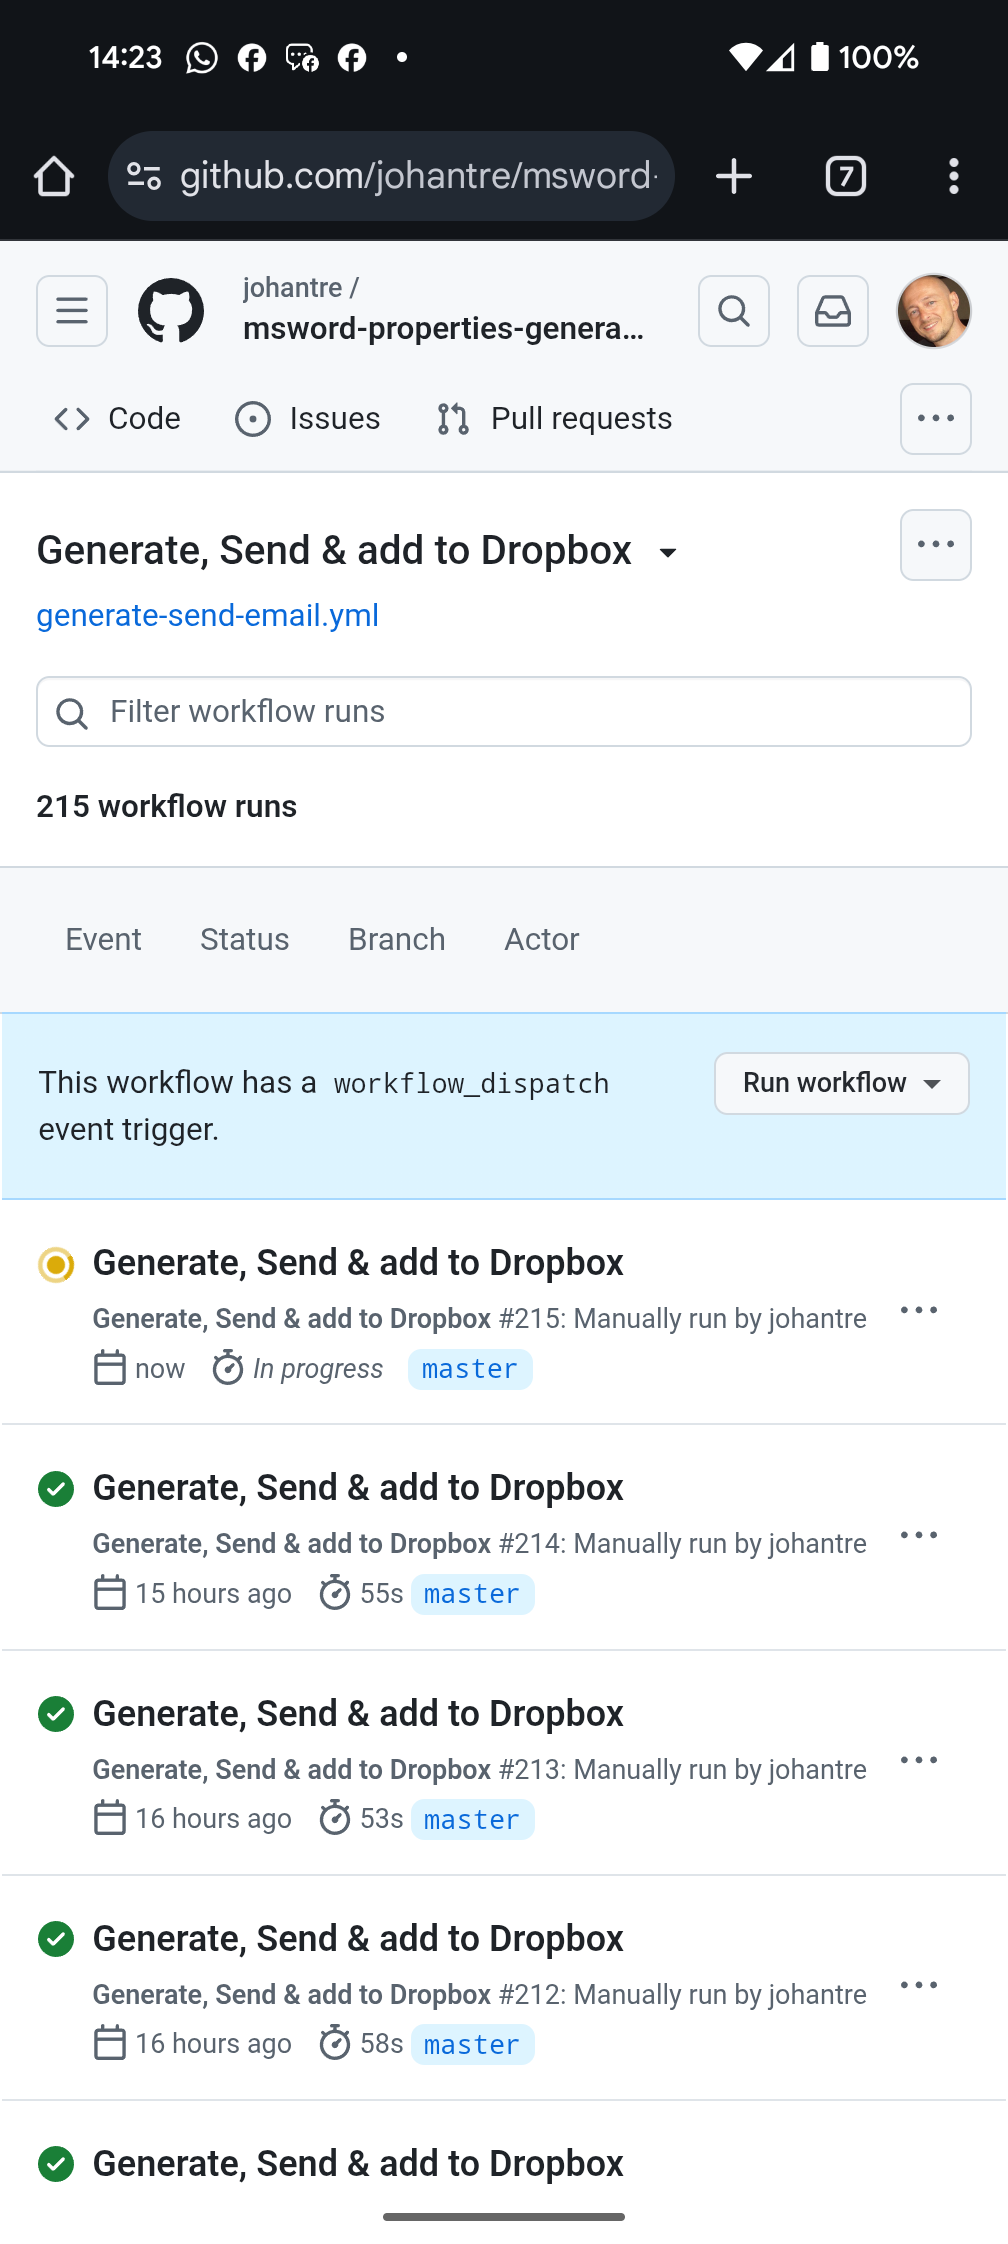 14:23
100%
github.com/johantre/msword-
7
johantre /
msword-properties-genera...
Code Issues Pull requests
Generate, Send & add to Dropbox
generate-send-email.yml
Filter workflow runs
215 workflow runs
Event Status Branch Actor
This workflow has a workflow_dispatch
event trigger.
Run workflow
Generate, Send & add to Dropbox
Generate, Send & add to Dropbox #215: Manually run by johantre
now In progress master
Generate, Send & add to Dropbox
Generate, Send & add to Dropbox #214: Manually run by johantre
15 hours ago 55s master
Generate, Send & add to Dropbox
Generate, Send & add to Dropbox #213: Manually run by johantre
16 hours ago 53s master
Generate, Send & add to Dropbox
Generate, Send & add to Dropbox #212: Manually run by johantre
16 hours ago 58s master
Generate, Send & add to Dropbox